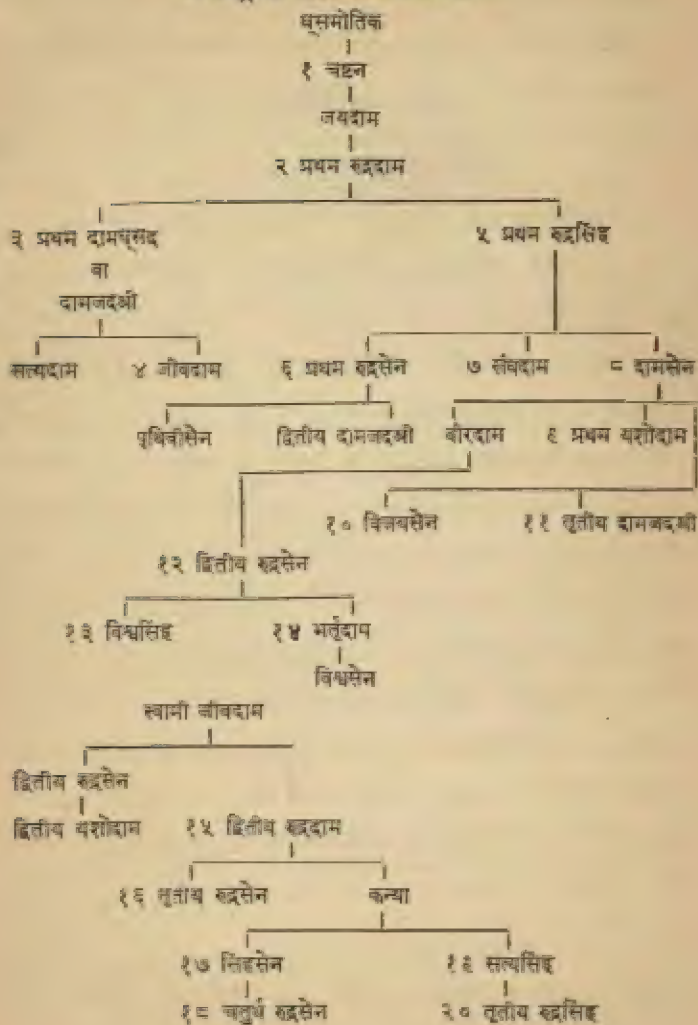 घ्समोतिक
१ चष्टन
जयदाम
२ प्रथम रुद्रदाम
३ प्रथम दामघ्सद ५ प्रथम रुद्रसिंह
वा
दामजदश्री
सत्यदाम ४ जीवदाम ६ प्रथम रुद्रसेन ७ संघदाम ८ दामसेन
पृथिवीसेन द्वितीय दामजदश्री वीरदाम ९ प्रथम यशोदाम
१० विजयसेन ११ तृतीय दामजदश्री
१२ द्वितीय रुद्रसेन
१३ विश्वसिंह १४ भर्तृदाम
विश्वसेन
स्वामी जीवदाम
द्वितीय रुद्रसेन
द्वितीय यशोदाम १५ द्वितीय रुद्रदाम
१६ तृतीय रुद्रसेन कन्या
१७ सिंहसेन १९ सत्यसिंह
१८ चतुर्थ रुद्रसेन २० तृतीय रुद्रसिंह